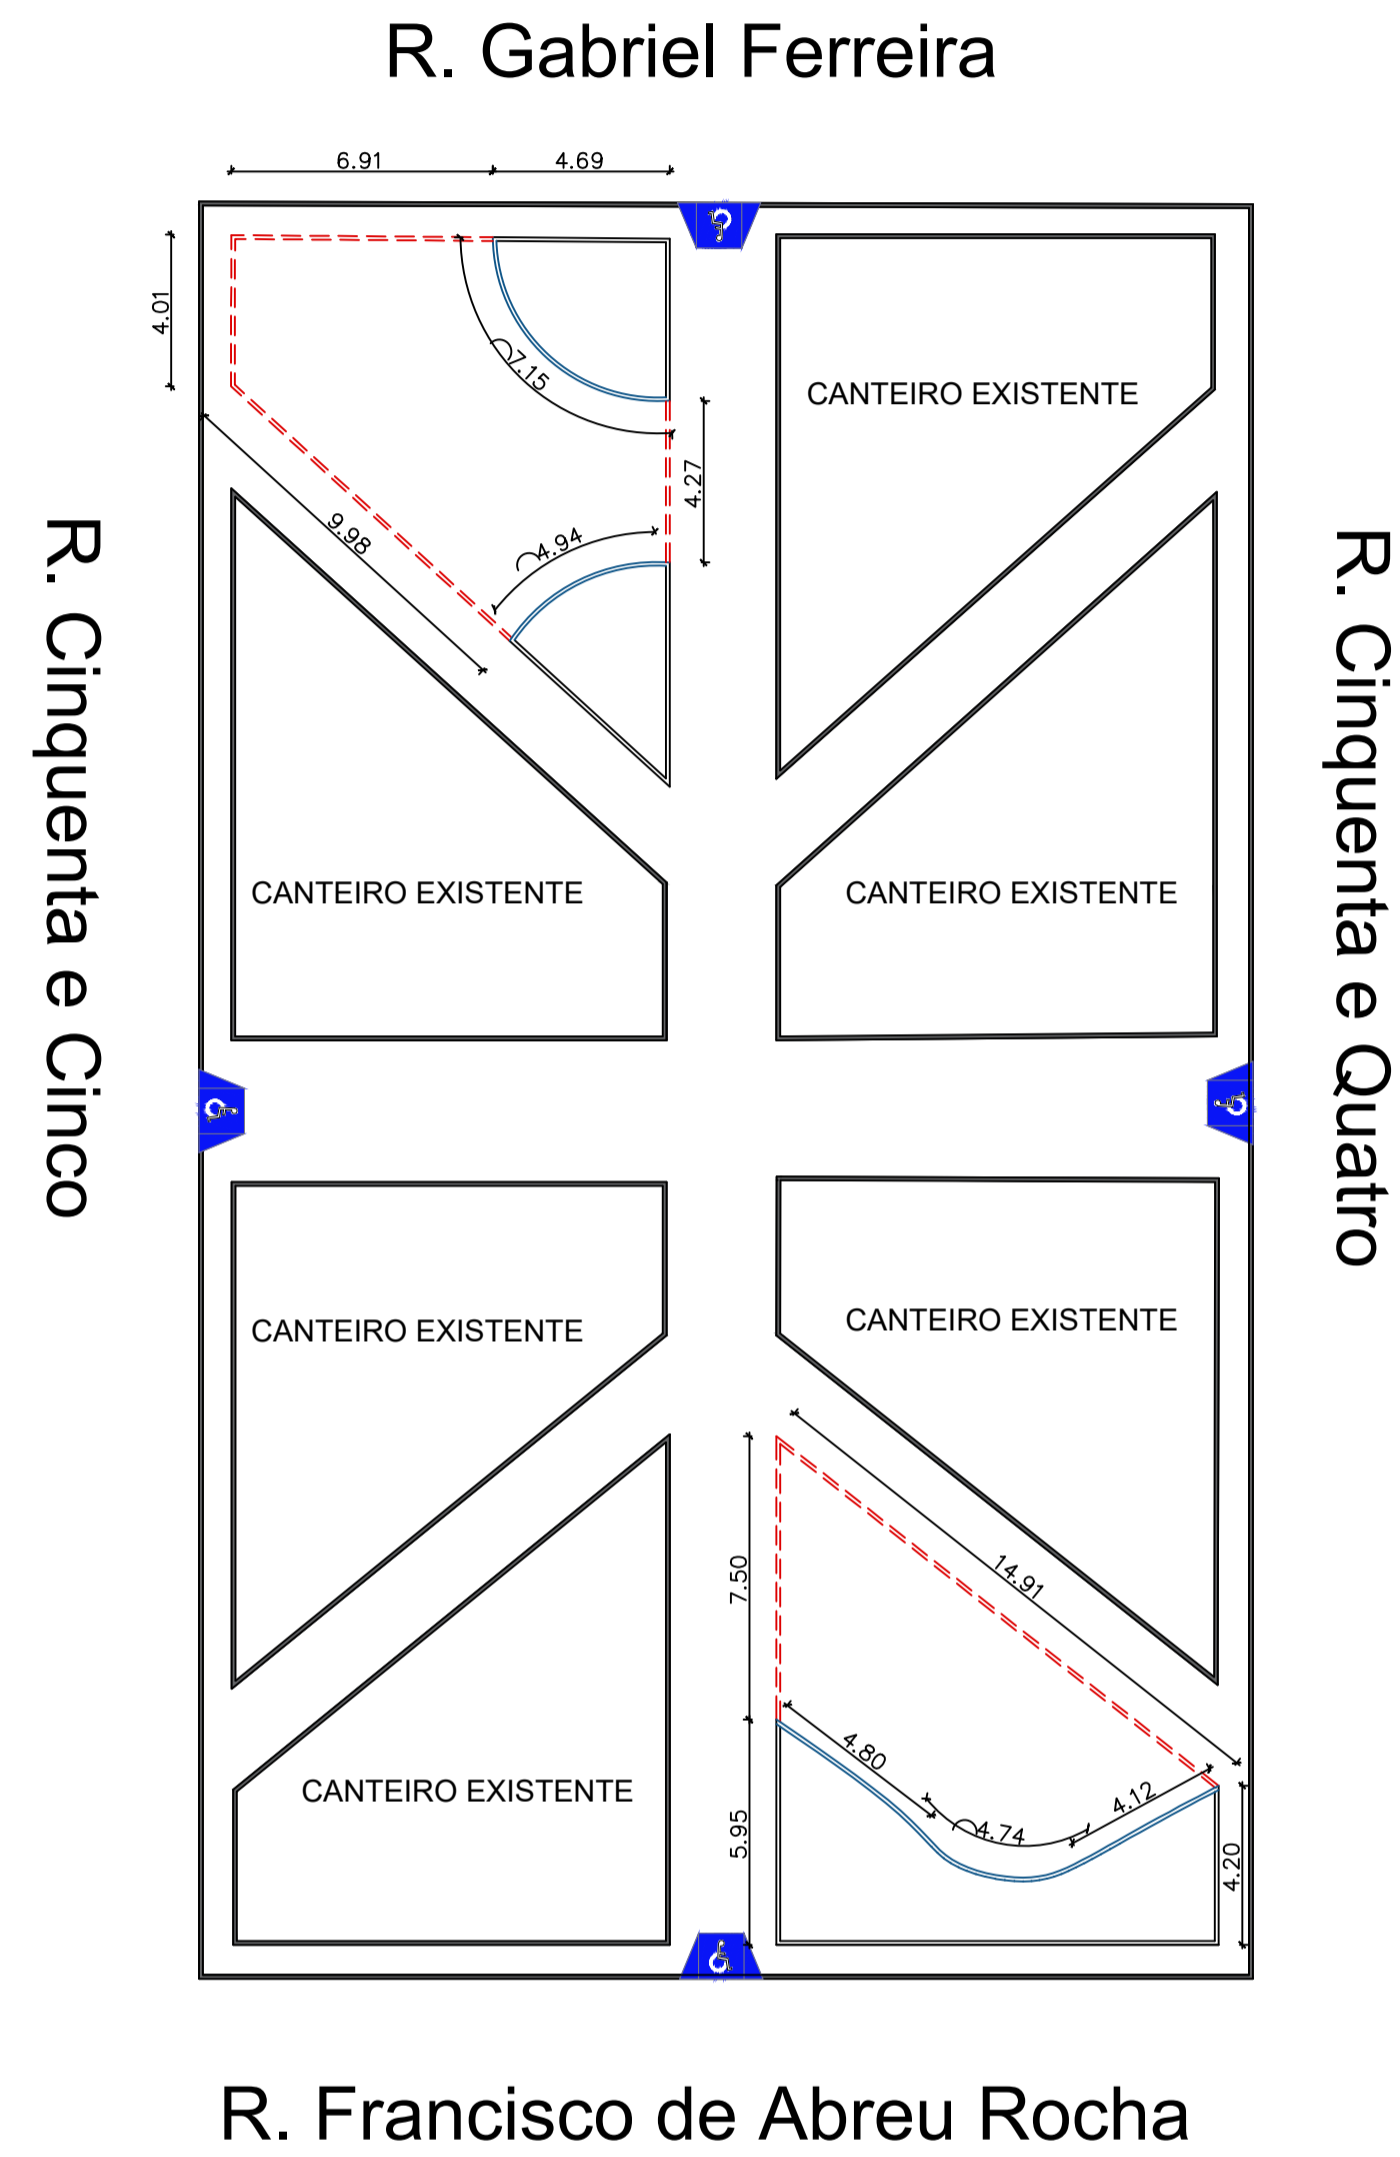 R. Gabriel Ferreira
6.91
4.69
4.01
7.15
CANTEIRO EXISTENTE
4.27
9.98
4.94
R. Cinquenta e Cinco
R. Cinquenta e Quatro
CANTEIRO EXISTENTE
CANTEIRO EXISTENTE
CANTEIRO EXISTENTE
CANTEIRO EXISTENTE
14.91
7.50
4.80
4.12
4.74
5.95
4.20
CANTEIRO EXISTENTE
R. Francisco de Abreu Rocha